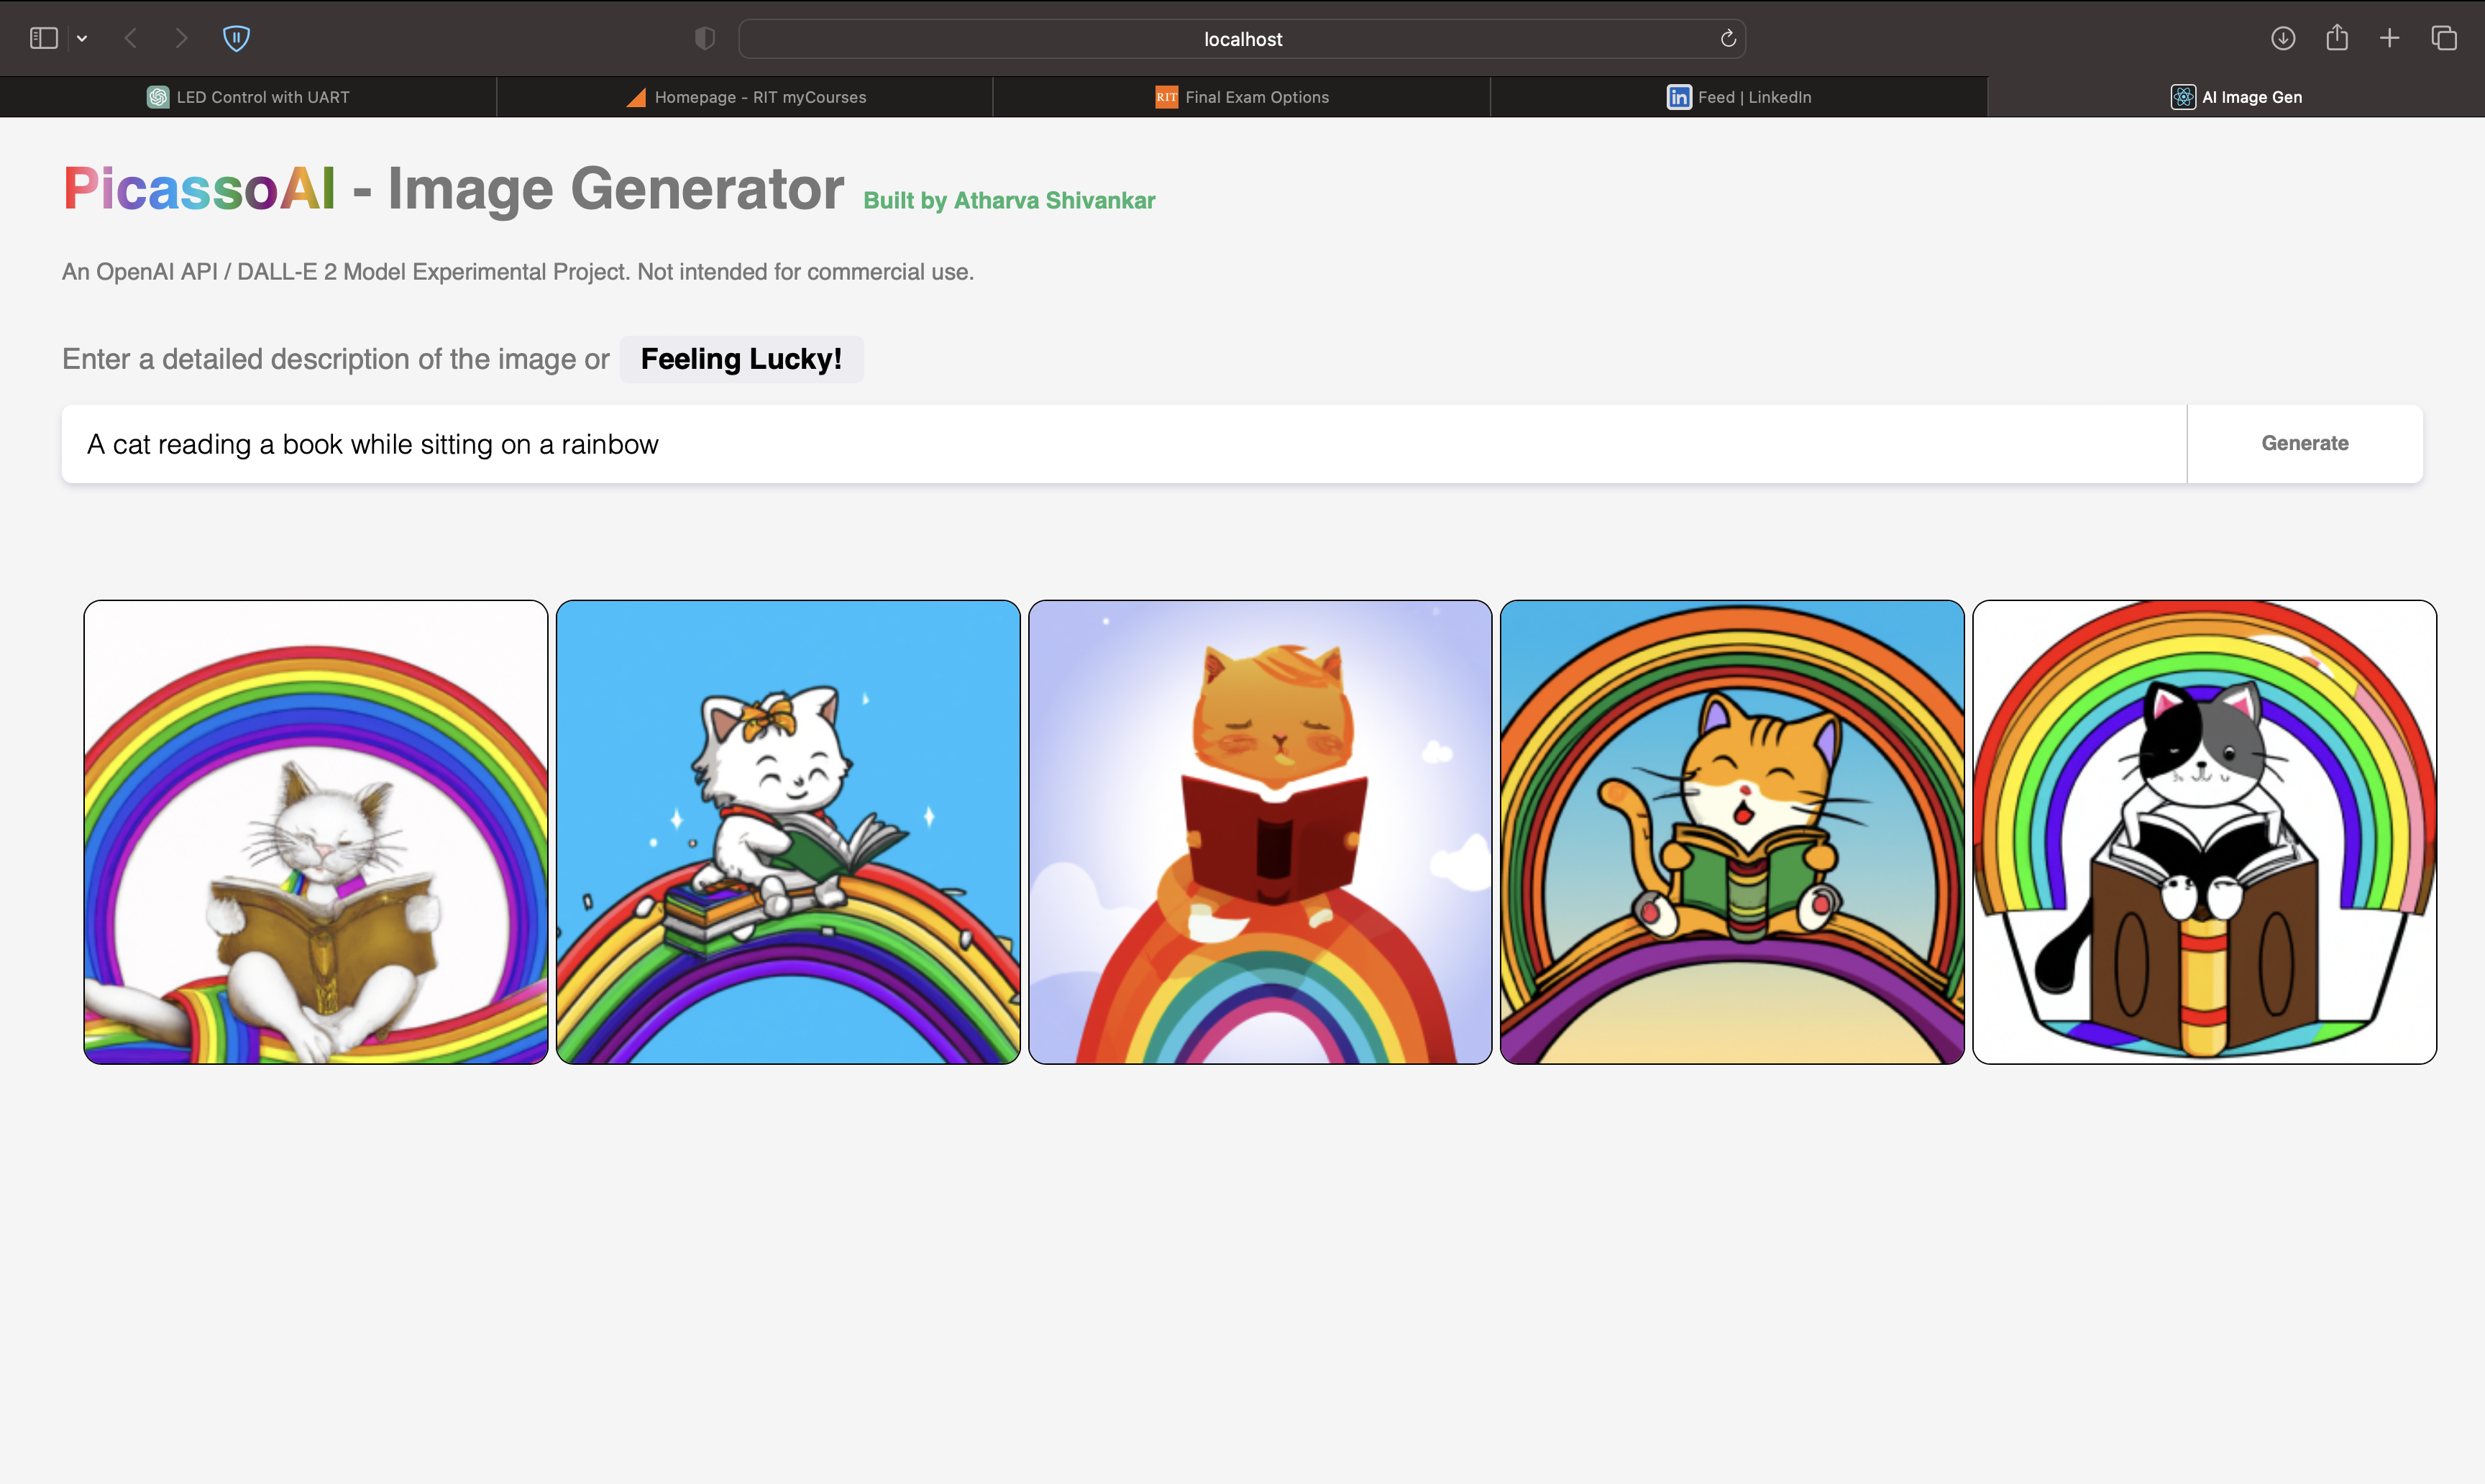 localhost
LED Control with UART
Homepage - RIT myCourses
RIT Final Exam Options
in Feed | LinkedIn
AI Image Gen
PicassoAI - Image Generator Built by Atharva Shivankar
An OpenAI API / DALL-E 2 Model Experimental Project. Not intended for commercial use.
Enter a detailed description of the image or Feeling Lucky!
A cat reading a book while sitting on a rainbow
Generate